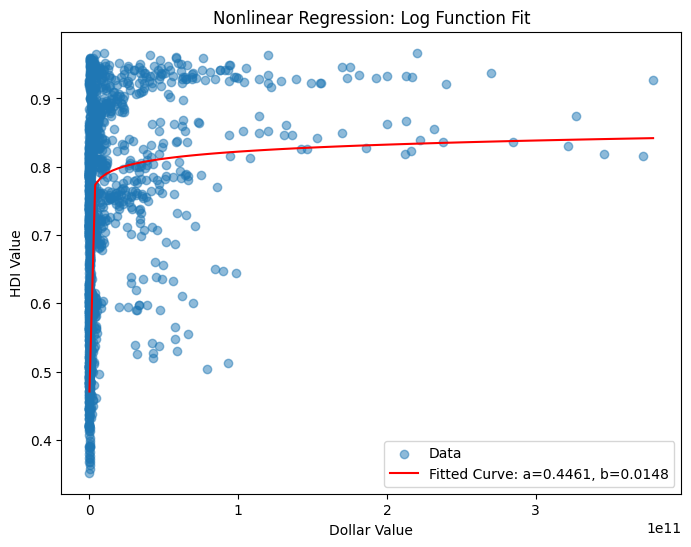 Nonlinear Regression: Log Function Fit
HDI Value
0.9
0.8
0.7
0.6
0.5
0.4
Data
Fitted Curve: a=0.4461, b=0.0148
0 1 2 3
1e11
Dollar Value